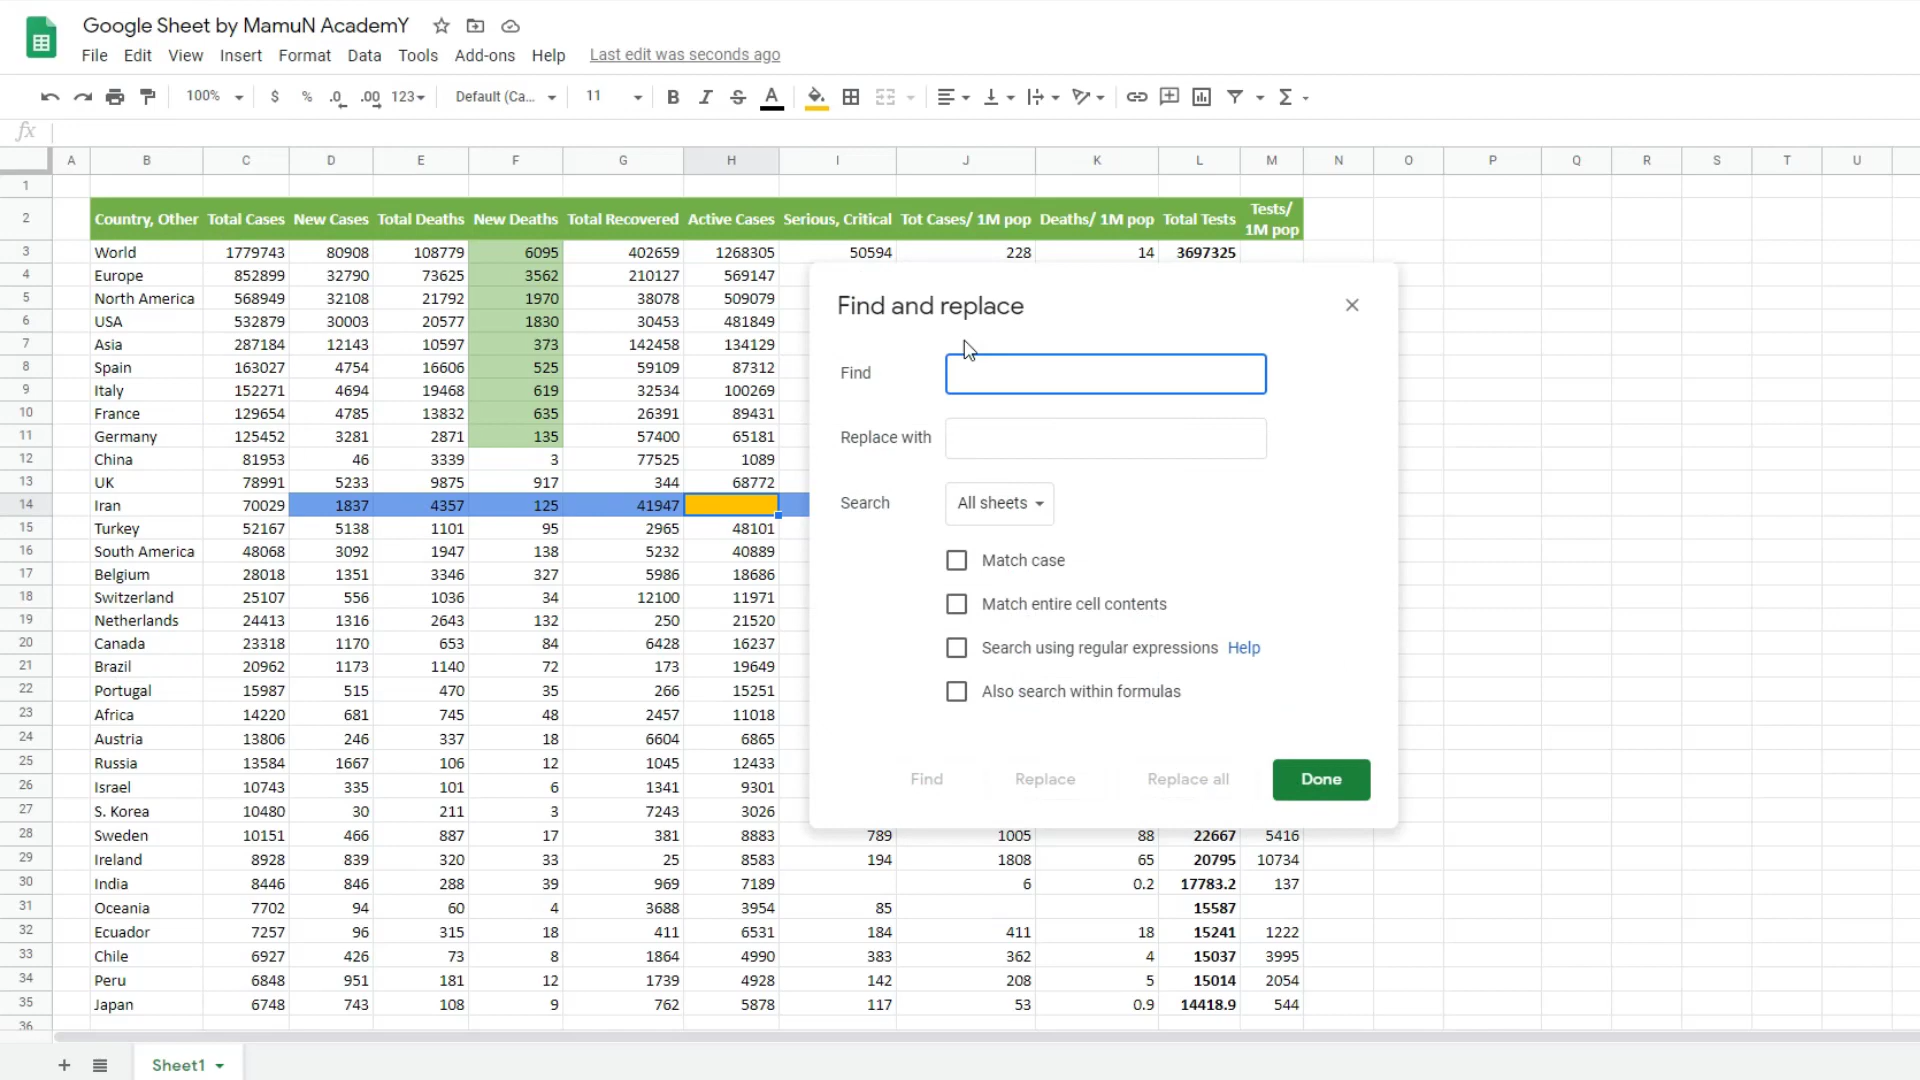 Google Sheet by MamuN AcademY
File Edit View Insert Format Data Tools Add-ons Help Last edit was seconds ago
100% $ % .0 .00 123 Default (Ca... 11 B I S A Σ
fx
A B C D E F G H I J K L M N O P Q R S T U
1
2 Country, Other Total Cases New Cases Total Deaths New Deaths Total Recovered Active Cases Serious, Critical Tot Cases/ 1M pop Deaths/ 1M pop Total Tests Tests/ 1M pop
3 World 1779743 80908 108779 6095 402659 1268305 50594 228 14 3697325
4 Europe 852899 32790 73625 3562 210127 569147
5 North America 568949 32108 21792 1970 38078 509079
6 USA 532879 30003 20577 1830 30453 481849
7 Asia 287184 12143 10597 373 142458 134129
8 Spain 163027 4754 16606 525 59109 87312
9 Italy 152271 4694 19468 619 32534 100269
10 France 129654 4785 13832 635 26391 89431
11 Germany 125452 3281 2871 135 57400 65181
12 China 81953 46 3339 3 77525 1089
13 UK 78991 5233 9875 917 344 68772
14 Iran 70029 1837 4357 125 41947
15 Turkey 52167 5138 1101 95 2965 48101
16 South America 48068 3092 1947 138 5232 40889
17 Belgium 28018 1351 3346 327 5986 18686
18 Switzerland 25107 556 1036 34 12100 11971
19 Netherlands 24413 1316 2643 132 250 21520
20 Canada 23318 1170 653 84 6428 16237
21 Brazil 20962 1173 1140 72 173 19649
22 Portugal 15987 515 470 35 266 15251
23 Africa 14220 681 745 48 2457 11018
24 Austria 13806 246 337 18 6604 6865
25 Russia 13584 1667 106 12 1045 12433
26 Israel 10743 335 101 6 1341 9301
27 S. Korea 10480 30 211 3 7243 3026
28 Sweden 10151 466 887 17 381 8883 789 1005 88 22667 5416
29 Ireland 8928 839 320 33 25 8583 194 1808 65 20795 10734
30 India 8446 846 288 39 969 7189 6 0.2 17783.2 137
31 Oceania 7702 94 60 4 3688 3954 85 15587
32 Ecuador 7257 96 315 18 411 6531 184 411 18 15241 1222
33 Chile 6927 426 73 8 1864 4990 383 362 4 15037 3995
34 Peru 6848 951 181 12 1739 4928 142 208 5 15014 2054
35 Japan 6748 743 108 9 762 5878 117 53 0.9 14418.9 544
36
Find and replace
Find
Replace with
Search All sheets
Match case
Match entire cell contents
Search using regular expressions Help
Also search within formulas
Find Replace Replace all Done
Sheet1